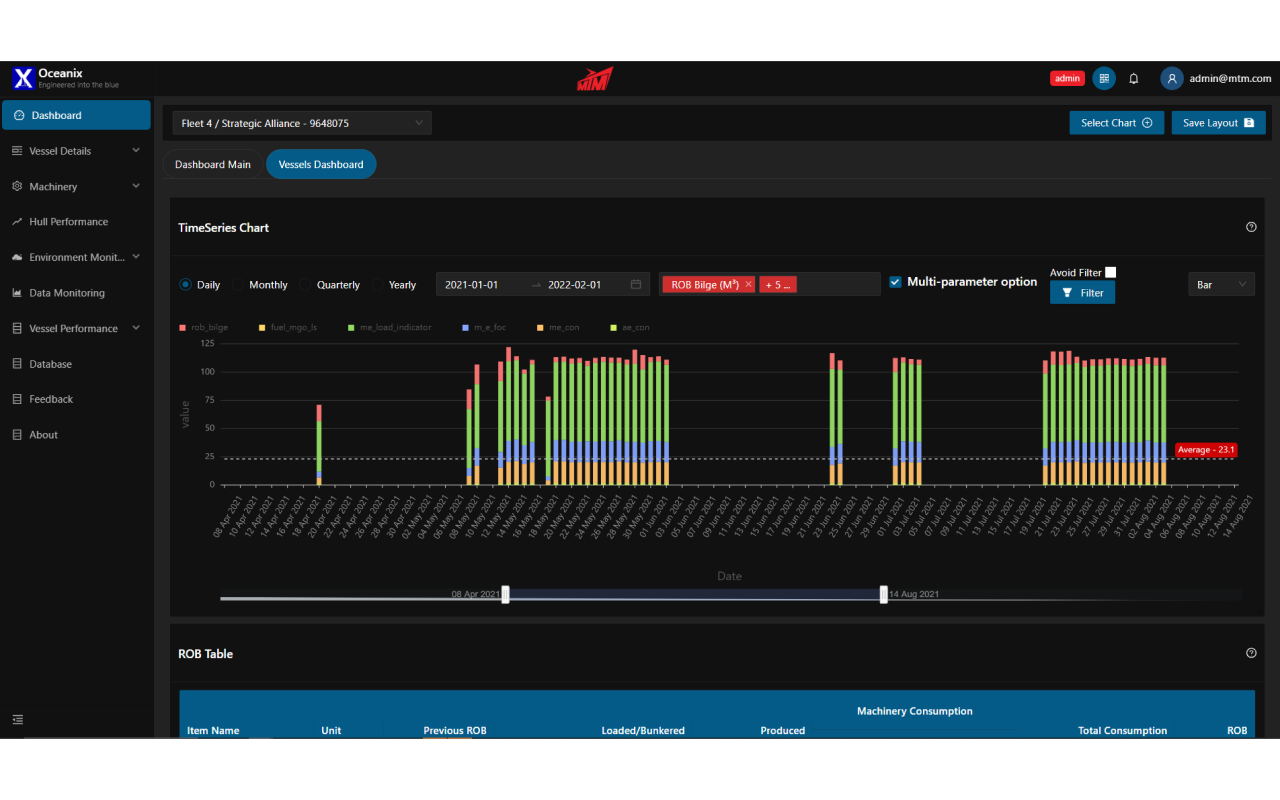 Oceanix
Engineered into the blue
MTM
admin
admin@mtm.com
Dashboard
Vessel Details
Machinery
Hull Performance
Environment Monit...
Data Monitoring
Vessel Performance
Database
Feedback
About
Fleet 4 / Strategic Alliance - 9648075
Select Chart
Save Layout
Dashboard Main
Vessels Dashboard
TimeSeries Chart
Daily
Monthly
Quarterly
Yearly
2021-01-01
2022-02-01
ROB Bilge (M³) ×
+ 5 ...
Multi-parameter option
Avoid Filter
Filter
Bar
rob_bilge
fuel_mgo_ls
me_load_indicator
m_e_foc
me_con
ae_con
125
100
75
50
25
0
value
Average - 23.1
08 Apr 2021
10 Apr 2021
12 Apr 2021
14 Apr 2021
16 Apr 2021
18 Apr 2021
20 Apr 2021
22 Apr 2021
24 Apr 2021
26 Apr 2021
28 Apr 2021
30 Apr 2021
02 May 2021
04 May 2021
06 May 2021
08 May 2021
10 May 2021
12 May 2021
14 May 2021
16 May 2021
18 May 2021
20 May 2021
22 May 2021
24 May 2021
26 May 2021
28 May 2021
30 May 2021
01 Jun 2021
03 Jun 2021
05 Jun 2021
07 Jun 2021
09 Jun 2021
11 Jun 2021
13 Jun 2021
15 Jun 2021
17 Jun 2021
19 Jun 2021
21 Jun 2021
23 Jun 2021
25 Jun 2021
27 Jun 2021
29 Jun 2021
01 Jul 2021
03 Jul 2021
05 Jul 2021
07 Jul 2021
09 Jul 2021
11 Jul 2021
13 Jul 2021
15 Jul 2021
17 Jul 2021
19 Jul 2021
21 Jul 2021
23 Jul 2021
25 Jul 2021
27 Jul 2021
29 Jul 2021
31 Jul 2021
02 Aug 2021
04 Aug 2021
06 Aug 2021
08 Aug 2021
10 Aug 2021
12 Aug 2021
14 Aug 2021
Date
08 Apr 2021
14 Aug 2021
ROB Table
Machinery Consumption
Item Name
Unit
Previous ROB
Loaded/Bunkered
Produced
Total Consumption
ROB